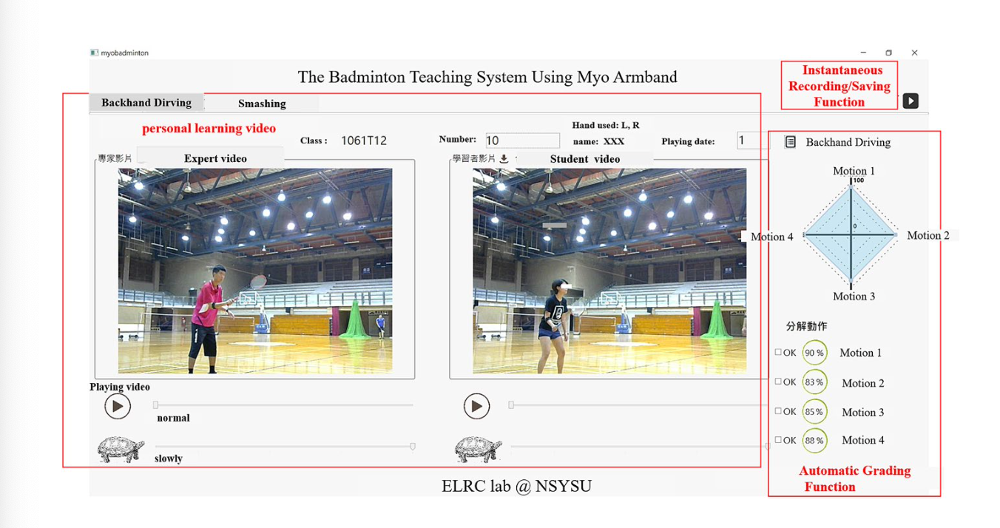 myobadminton
The Badminton Teaching System Using Myo Armband
Instantaneous
Recording/Saving
Function
Backhand Dirving
Smashing
personal learning video
Class : 1061T12
Number: 10
Hand used: L, R
name: XXX
Playing date: 1
專家影片
Expert video
學習者影片
Student video
Playing video
normal
slowly
Backhand Driving
Motion 1
100
0
Motion 4
Motion 2
Motion 3
分解動作
OK 90 % Motion 1
OK 83 % Motion 2
OK 85 % Motion 3
OK 88 % Motion 4
Automatic Grading
Function
ELRC lab @ NSYSU